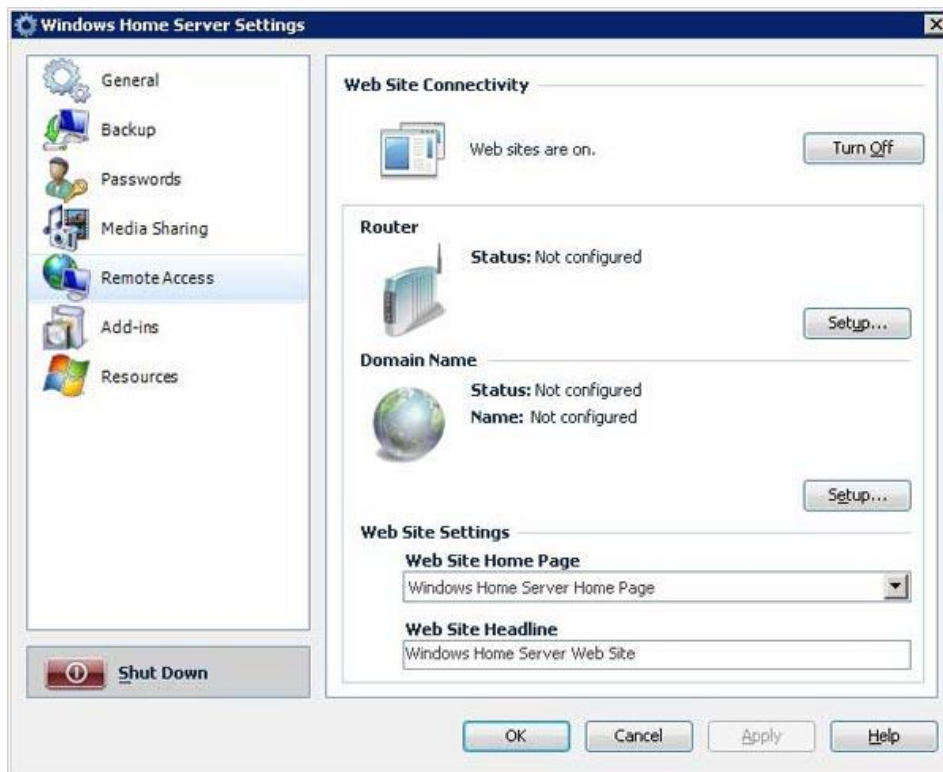 Windows Home Server Settings
General
Backup
Passwords
Media Sharing
Remote Access
Add-ins
Resources
Shut Down
Web Site Connectivity
Web sites are on.
Turn Off
Router
Status: Not configured
Setup...
Domain Name
Status: Not configured
Name: Not configured
Setup...
Web Site Settings
Web Site Home Page
Windows Home Server Home Page
Web Site Headline
Windows Home Server Web Site
OK
Cancel
Apply
Help